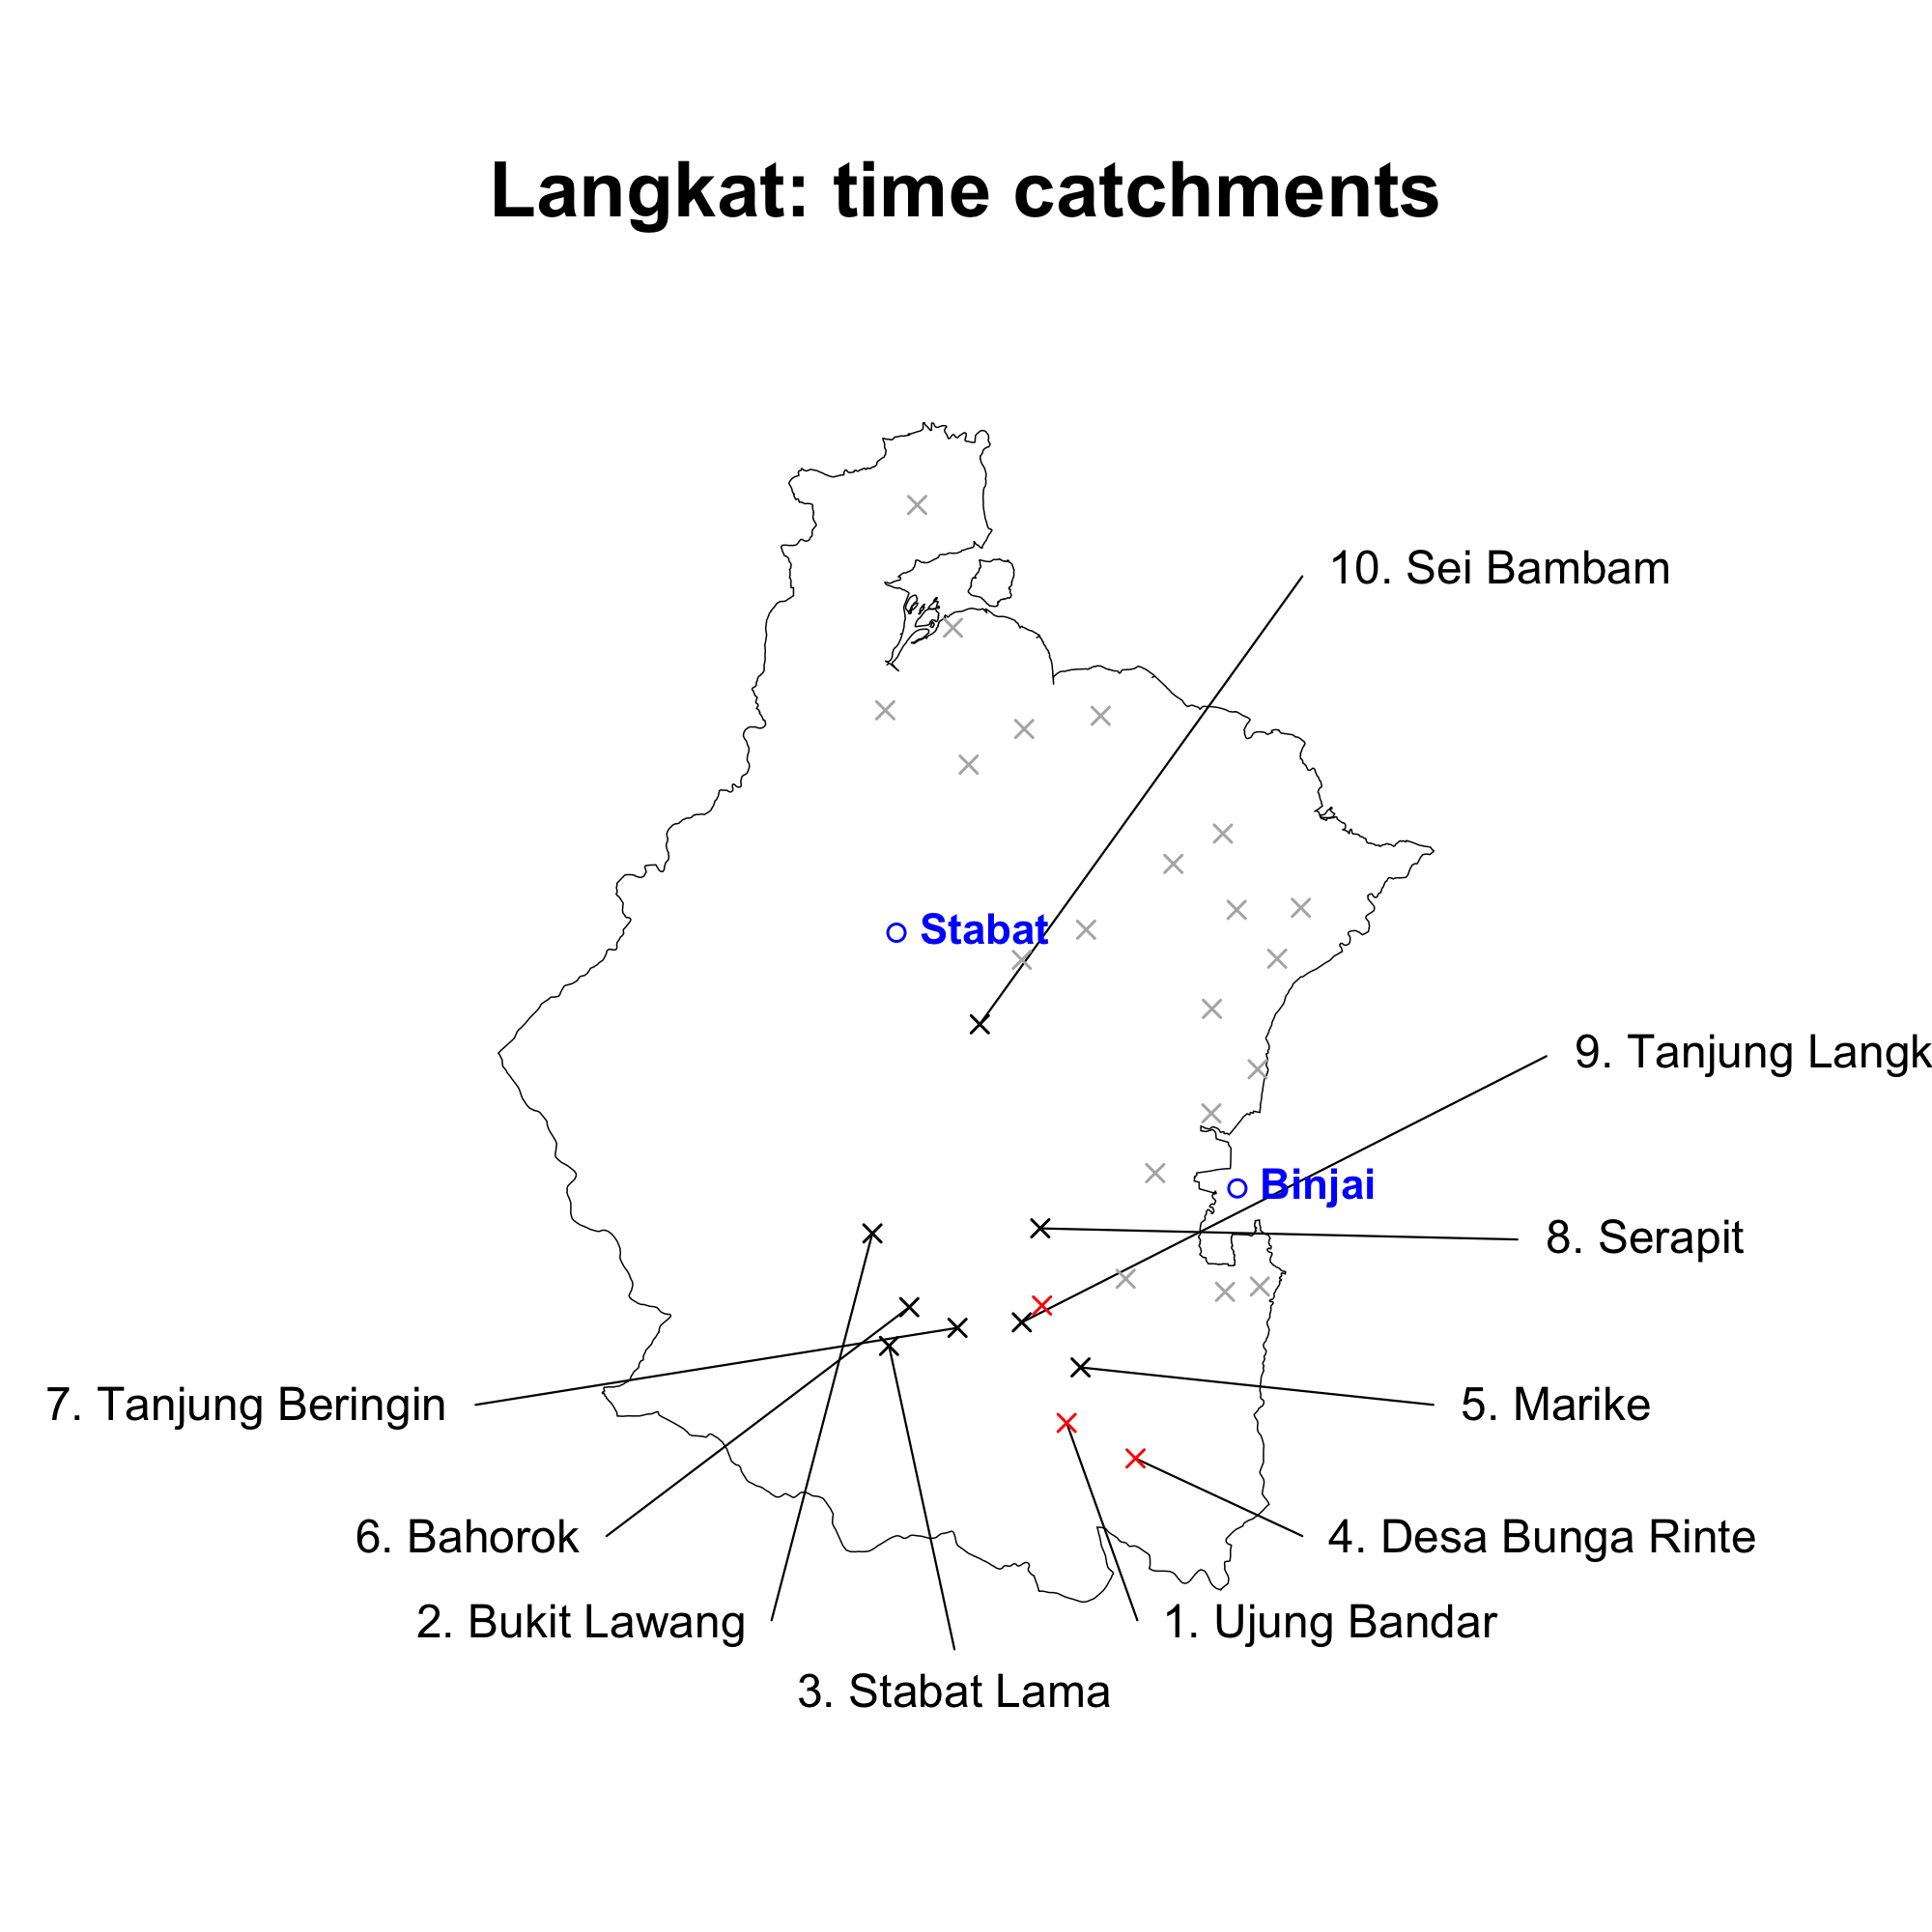 Langkat: time catchments
10. Sei Bambam
Stabat
9. Tanjung Langk
Binjai
8. Serapit
7. Tanjung Beringin
5. Marike
6. Bahorok
4. Desa Bunga Rinte
2. Bukit Lawang
1. Ujung Bandar
3. Stabat Lama